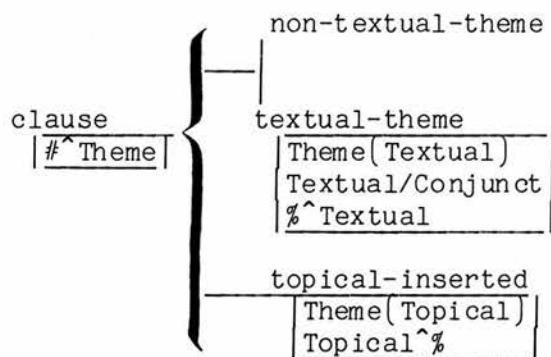 non-textual-theme
clause
#^Theme
textual-theme
Theme(Textual)
Textual/Conjunct
%^Textual
topical-inserted
Theme(Topical)
Topical^%